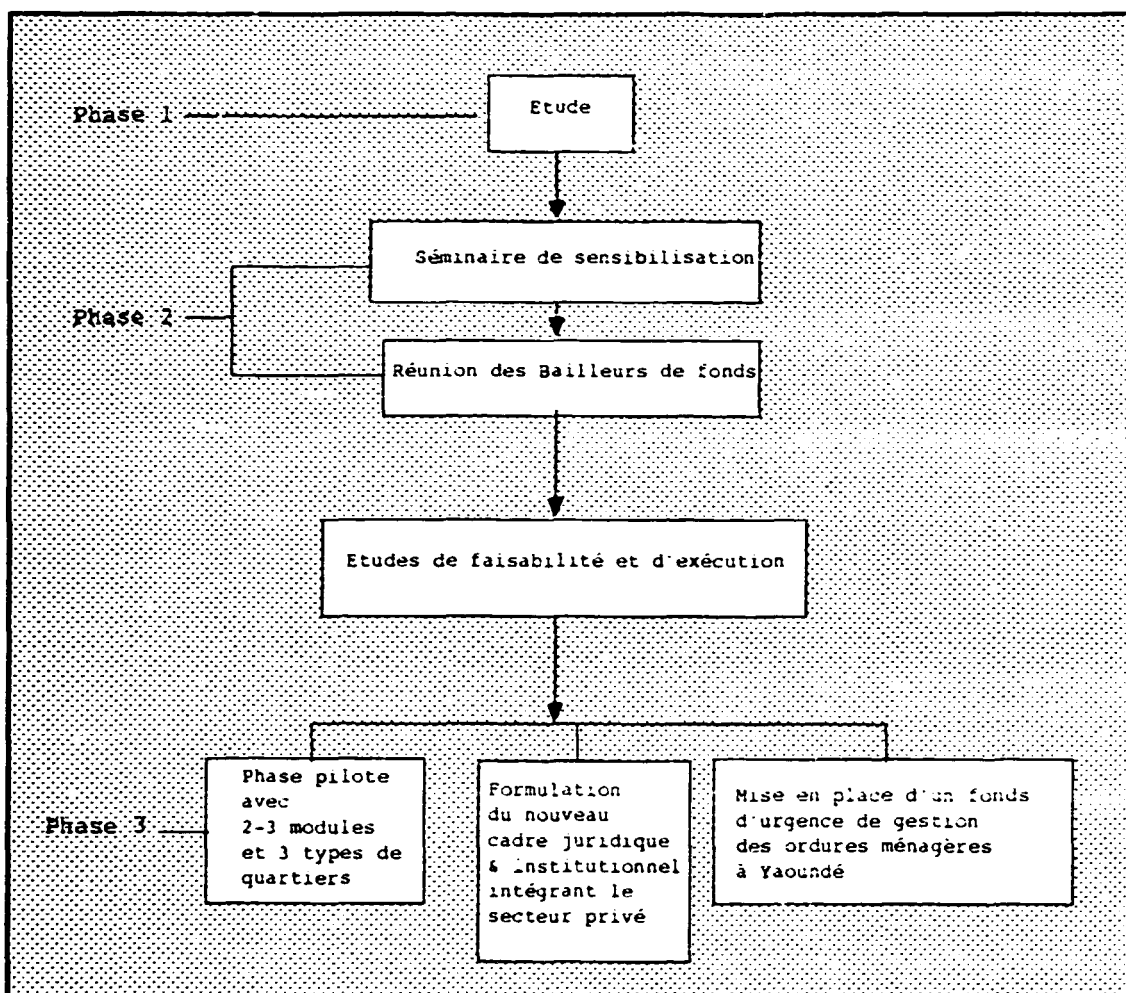 Phase 1
Etude
Séminaire de sensibilisation
Phase 2
Réunion des Bailleurs de fonds
Etudes de faisabilité et d'exécution
Phase 3
Phase pilote
avec
2-3 modules
et 3 types de
quartiers
Formulation
du nouveau
cadre juridique
& institutionnel
intégrant le
secteur privé
Mise en place d'un fonds
d'urgence de gestion
des ordures ménagères
à Yaoundé